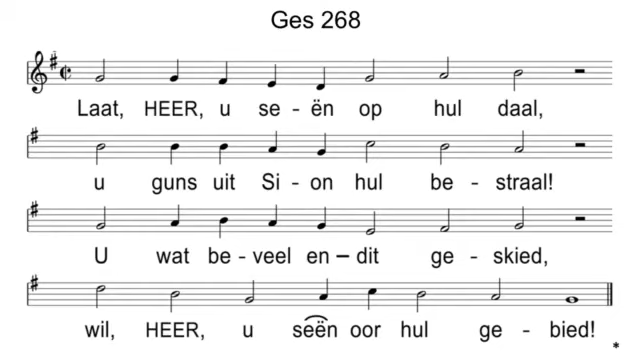 Ges 268
Laat, HEER, u se - ën op hul daal,
u guns uit Si - on hul be - straal!
U wat be - veel en – dit ge - skied,
wil, HEER, u seën oor hul ge - bied!
*